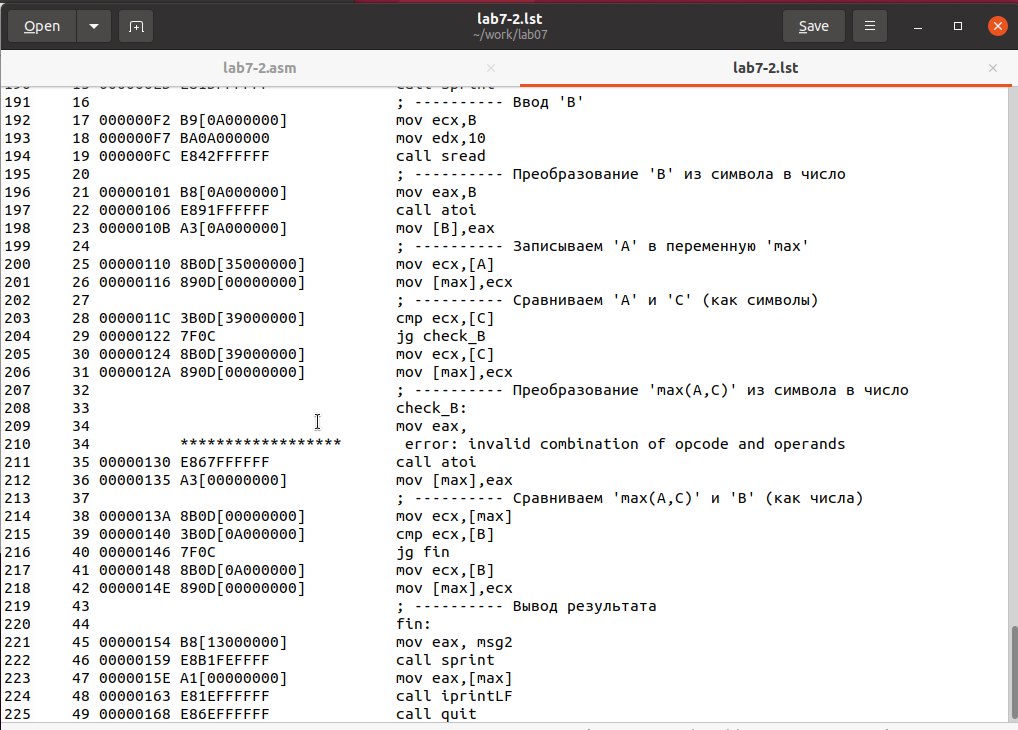 Open
lab7-2.lst
~/work/lab07
Save
lab7-2.asm
lab7-2.lst
191 16 ; ---------- Ввод 'B'
192 17 000000F2 B9[0A000000] mov ecx,B
193 18 000000F7 BA0A000000 mov edx,10
194 19 000000FC E842FFFFFF call sread
195 20 ; ---------- Преобразование 'B' из символа в число
196 21 00000101 B8[0A000000] mov eax,B
197 22 00000106 E891FFFFFF call atoi
198 23 0000010B A3[0A000000] mov [B],eax
199 24 ; ---------- Записываем 'A' в переменную 'max'
200 25 00000110 8B0D[35000000] mov ecx,[A]
201 26 00000116 890D[00000000] mov [max],ecx
202 27 ; ---------- Сравниваем 'A' и 'С' (как символы)
203 28 0000011C 3B0D[39000000] cmp ecx,[C]
204 29 00000122 7F0C jg check_B
205 30 00000124 8B0D[39000000] mov ecx,[C]
206 31 0000012A 890D[00000000] mov [max],ecx
207 32 ; ---------- Преобразование 'max(A,C)' из символа в число
208 33 check_B:
209 34 mov eax,
210 34 ****************** error: invalid combination of opcode and operands
211 35 00000130 E867FFFFFF call atoi
212 36 00000135 A3[00000000] mov [max],eax
213 37 ; ---------- Сравниваем 'max(A,C)' и 'B' (как числа)
214 38 0000013A 8B0D[00000000] mov ecx,[max]
215 39 00000140 3B0D[0A000000] cmp ecx,[B]
216 40 00000146 7F0C jg fin
217 41 00000148 8B0D[0A000000] mov ecx,[B]
218 42 0000014E 890D[00000000] mov [max],ecx
219 43 ; ---------- Вывод результата
220 44 fin:
221 45 00000154 B8[13000000] mov eax, msg2
222 46 00000159 E8B1FEFFFF call sprint
223 47 0000015E A1[00000000] mov eax,[max]
224 48 00000163 E81EFFFFFF call iprintLF
225 49 00000168 E86EFFFFFF call quit